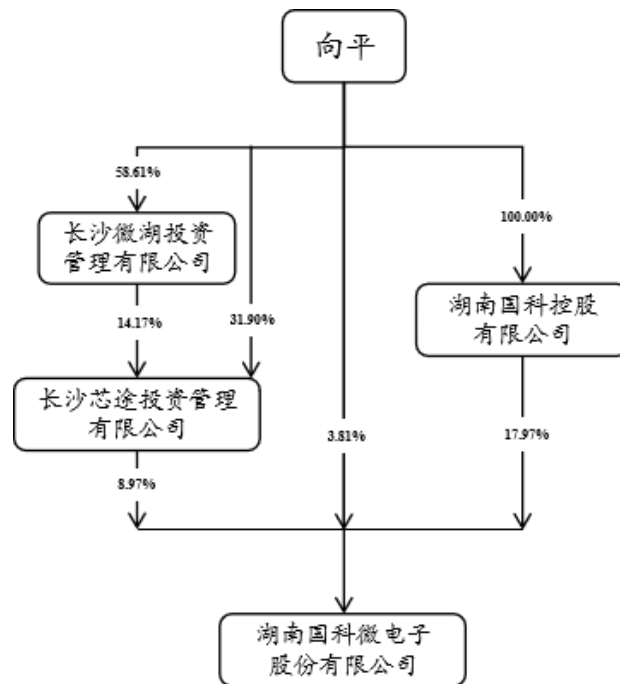 向平
58.61%
长沙微湖投资
管理有限公司
100.00%
湖南国科控股
有限公司
14.17%
31.90%
长沙芯途投资管理
有限公司
3.81%
17.97%
8.97%
湖南国科微电子
股份有限公司